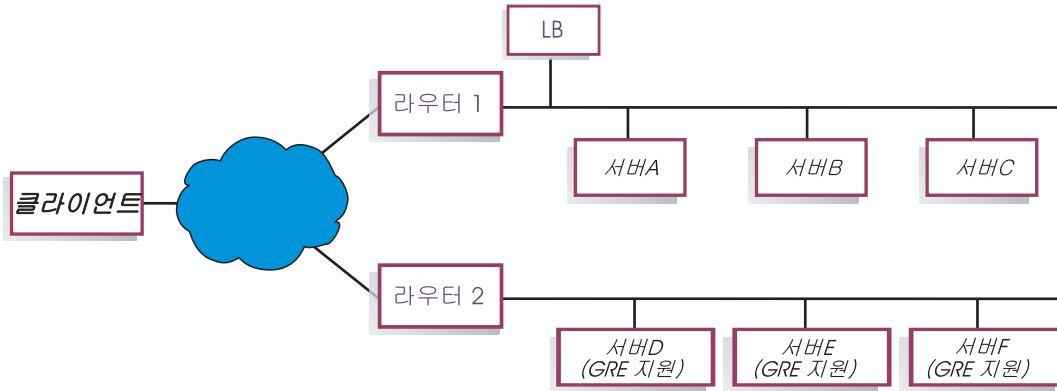 LB
라우터 1
서버A
서버B
서버C
클라이언트
라우터 2
서버D
(GRE 지원)
서버E
(GRE 지원)
서버F
(GRE 지원)